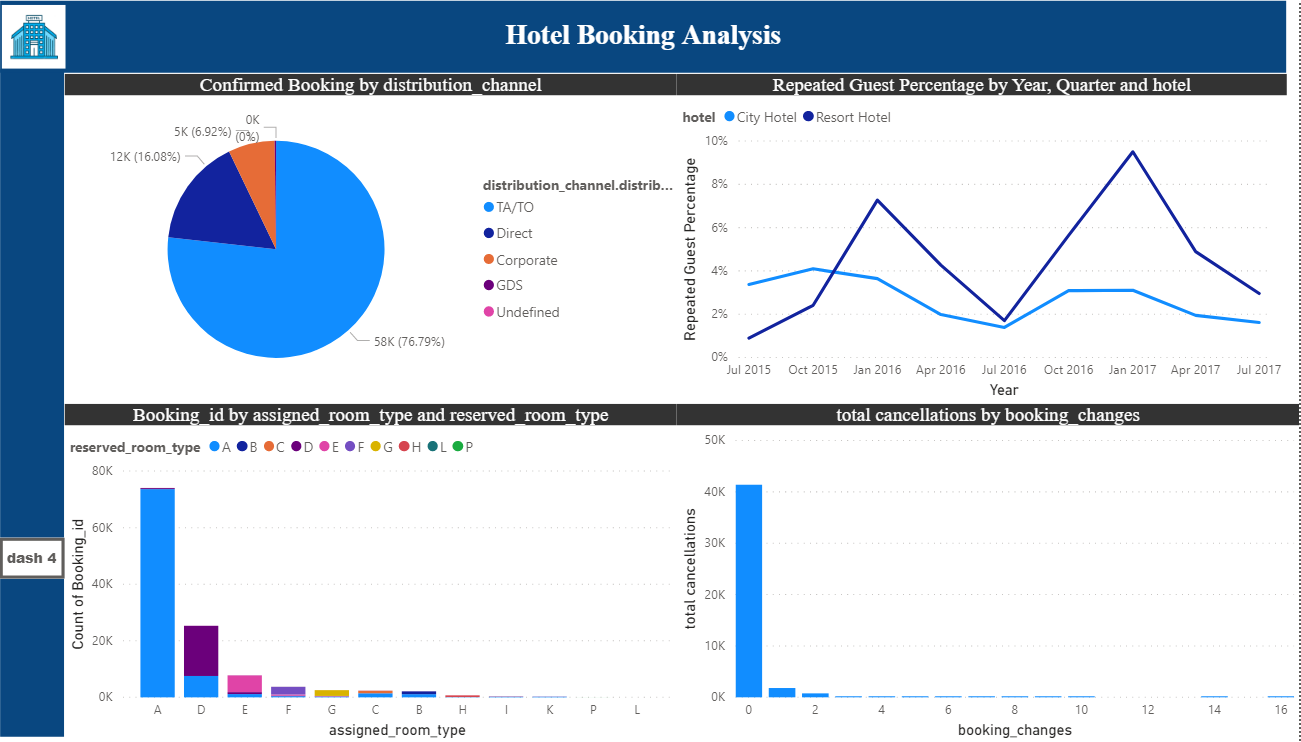 HOTEL
Hotel Booking Analysis
Confirmed Booking by distribution_channel
0K
(0%)
5K (6.92%)
12K (16.08%)
58K (76.79%)
distribution_channel.distrib...
TA/TO
Direct
Corporate
GDS
Undefined
Repeated Guest Percentage by Year, Quarter and hotel
hotel City Hotel Resort Hotel
Repeated Guest Percentage
10%
8%
6%
4%
2%
0%
Jul 2015 Oct 2015 Jan 2016 Apr 2016 Jul 2016 Oct 2016 Jan 2017 Apr 2017 Jul 2017
Year
dash 4
Booking_id by assigned_room_type and reserved_room_type
reserved_room_type A B C D E F G H L P
Count of Booking_id
80K
60K
40K
20K
0K
A D E F G C B H I K P L
assigned_room_type
total cancellations by booking_changes
total cancellations
50K
40K
30K
20K
10K
0K
0 2 4 6 8 10 12 14 16
booking_changes